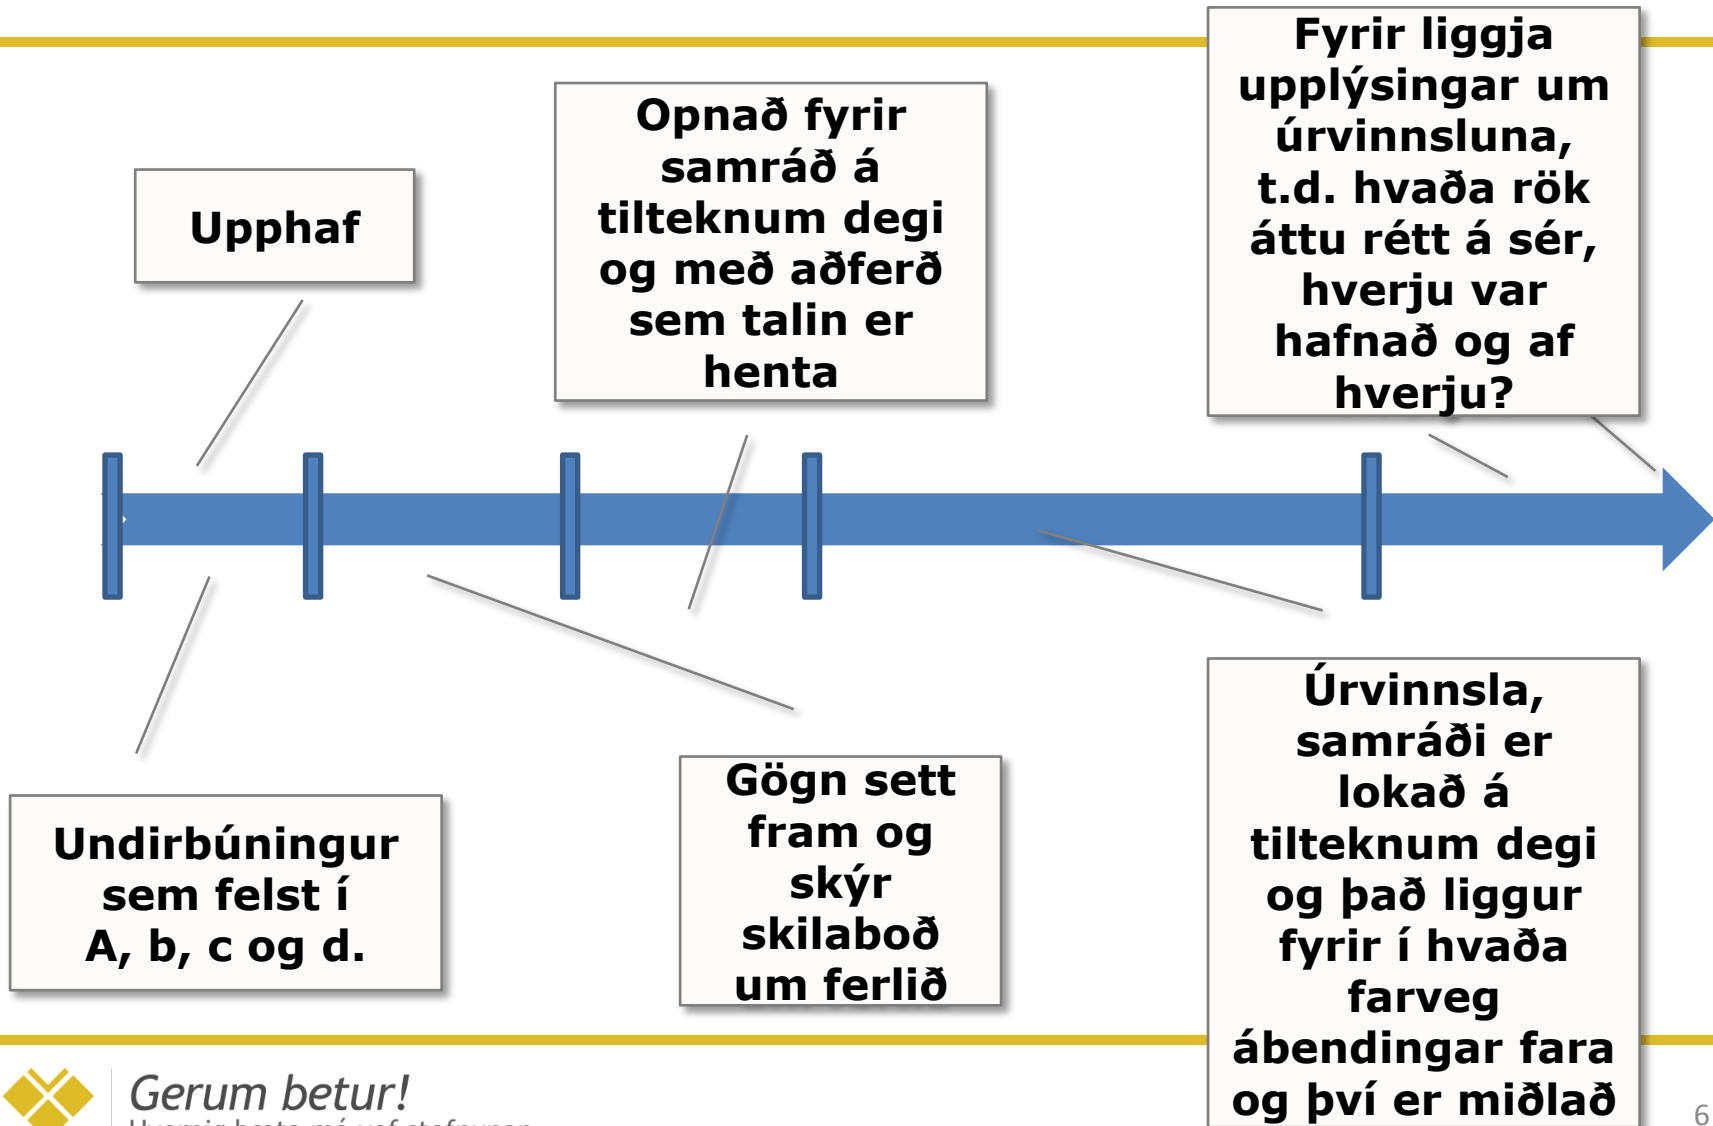 Upphaf
Opnað fyrir
samráð á
tilteknum degi
og með aðferð
sem talin er
henta
Fyrir liggja
upplýsingar um
úrvinnsluna,
t.d. hvaða rök
áttu rétt á sér,
hverju var
hafnað og af
hverju?
Undirbúningur
sem felst í
A, b, c og d.
Gögn sett
fram og
skýr
skilaboð
um ferlið
Úrvinnsla,
samráði er
lokað á
tilteknum degi
og það liggur
fyrir í hvaða
farveg
ábendingar fara
og því er miðlað
Gerum betur!
6